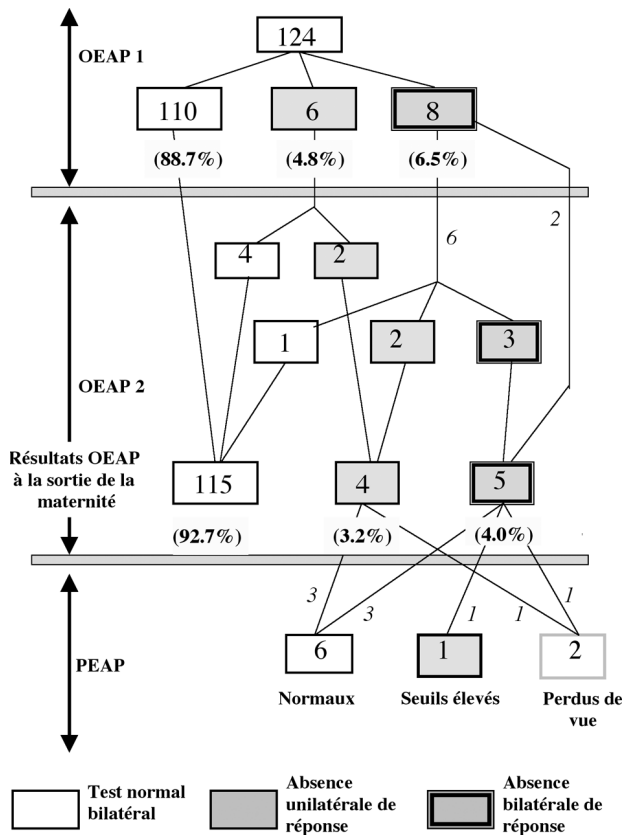 124
OEAP 1
110 6 8
(88.7%) (4.8%) (6.5%)
2
6
4 2
1 2 3
OEAP 2
Résultats OEAP
à la sortie de la
maternité
115 4 5
(92.7%) (3.2%) (4.0%)
3 3 1 1 1
6 1 2
PEAP
Normaux Seuils élevés Perdus de
vue
Test normal
bilatéral
Absence
unilatérale de
réponse
Absence
bilatérale de
réponse